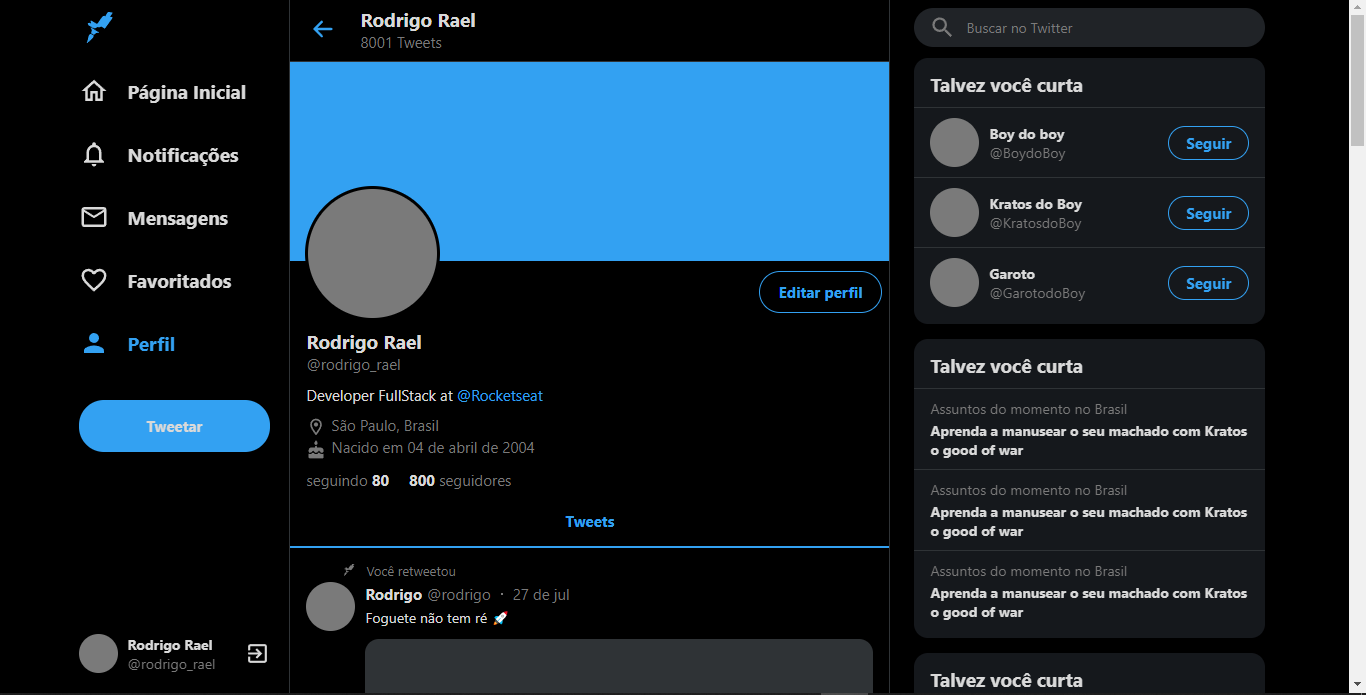 Página Inicial
Notificações
Mensagens
Favoritados
Perfil
Tweetar
Rodrigo Rael
@rodrigo_rael
Rodrigo Rael
8001 Tweets
Editar perfil
Rodrigo Rael
@rodrigo_rael
Developer FullStack at @Rocketseat
São Paulo, Brasil
Nacido em 04 de abril de 2004
seguindo 80 800 seguidores
Tweets
Você retweetou
Rodrigo @rodrigo · 27 de jul
Foguete não tem ré 🚀
Buscar no Twitter
Talvez você curta
Boy do boy
@BoydoBoy
Seguir
Kratos do Boy
@KratosdoBoy
Seguir
Garoto
@GarotodoBoy
Seguir
Talvez você curta
Assuntos do momento no Brasil
Aprenda a manusear o seu machado com Kratos
o good of war
Assuntos do momento no Brasil
Aprenda a manusear o seu machado com Kratos
o good of war
Assuntos do momento no Brasil
Aprenda a manusear o seu machado com Kratos
o good of war
Talvez você curta